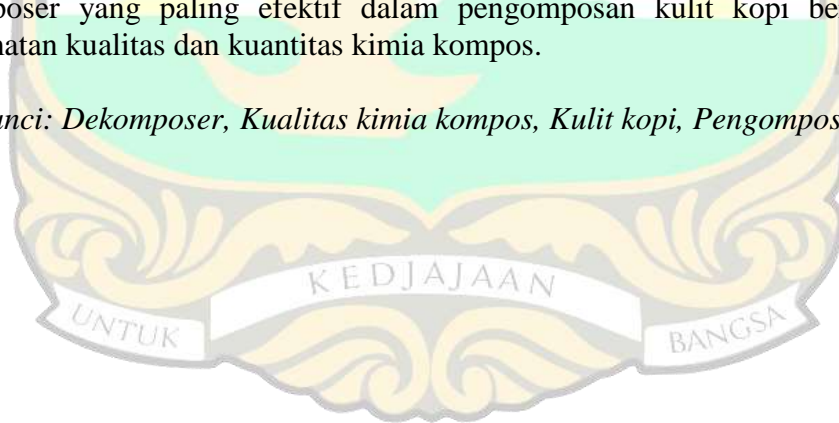 poser yang paling efektif dalam pengomposan kulit kopi be
natan kualitas dan kuantitas kimia kompos.
unci: Dekomposer, Kualitas kimia kompos, Kulit kopi, Pengompos
KEDJAJAAN
UNTUK BANGSA